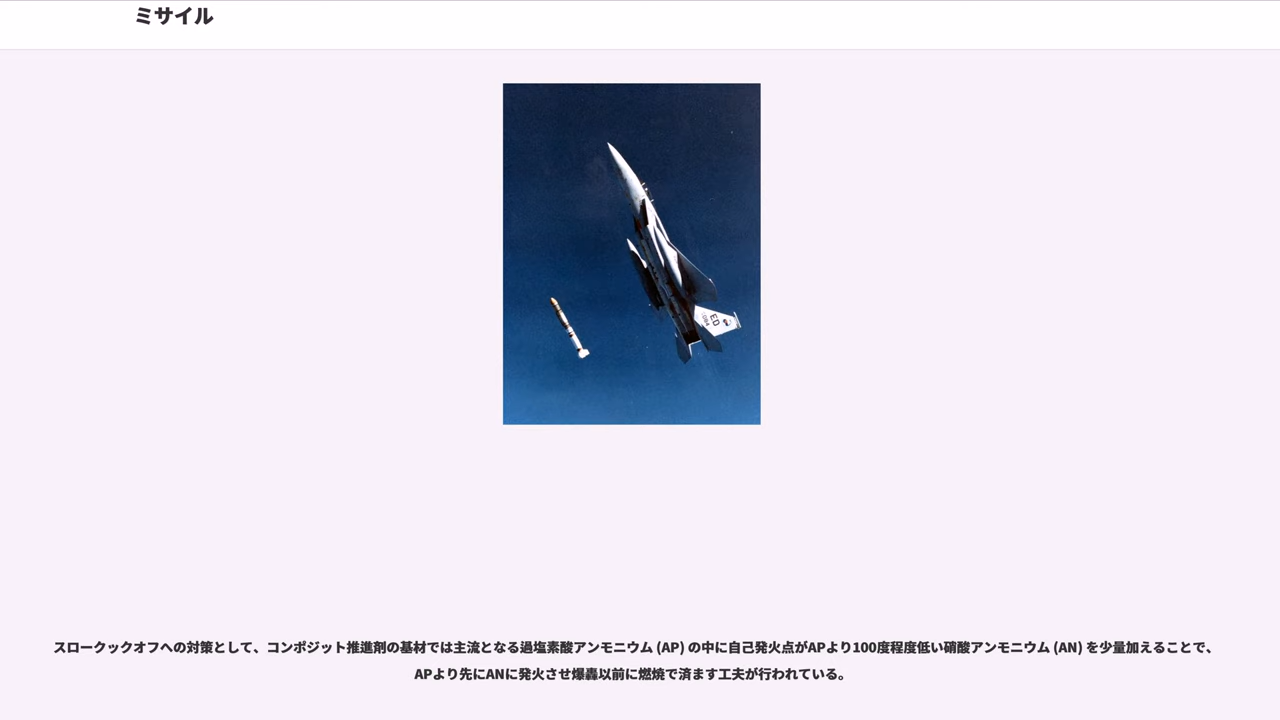 ミサイル
ED
スロークックオフへの対策として、コンポジット推進剤の基材では主流となる過塩素酸アンモニウム (AP) の中に自己発火点がAPより100度程度低い硝酸アンモニウム (AN) を少量加えることで、
APより先にANに発火させ爆轟以前に燃焼で済ます工夫が行われている。